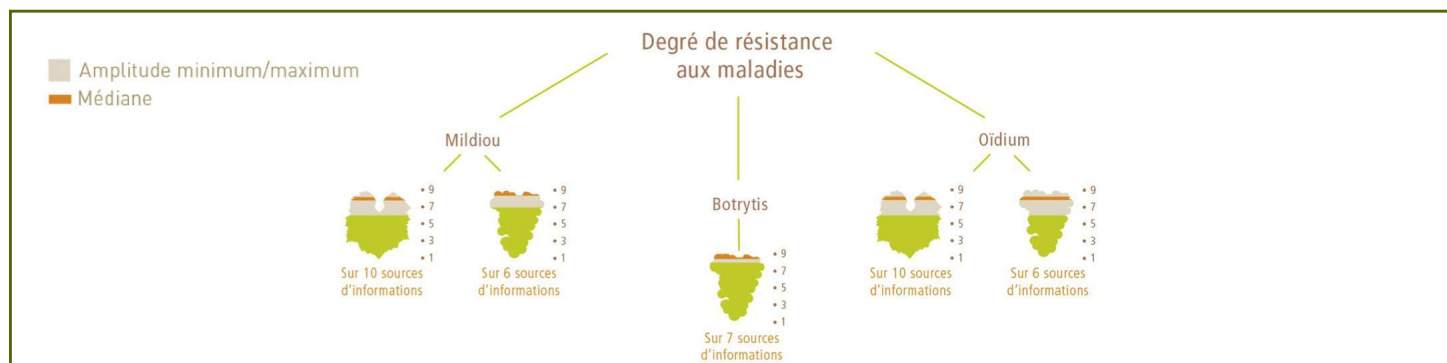 Degré de résistance
aux maladies
Amplitude minimum/maximum
Médiane
Mildiou
9
7
5
3
1
Sur 10 sources
d'informations
9
7
5
3
1
Sur 6 sources
d'informations
Botrytis
9
7
5
3
1
Sur 7 sources
d'informations
Oïdium
9
7
5
3
1
Sur 10 sources
d'informations
9
7
5
3
1
Sur 6 sources
d'informations